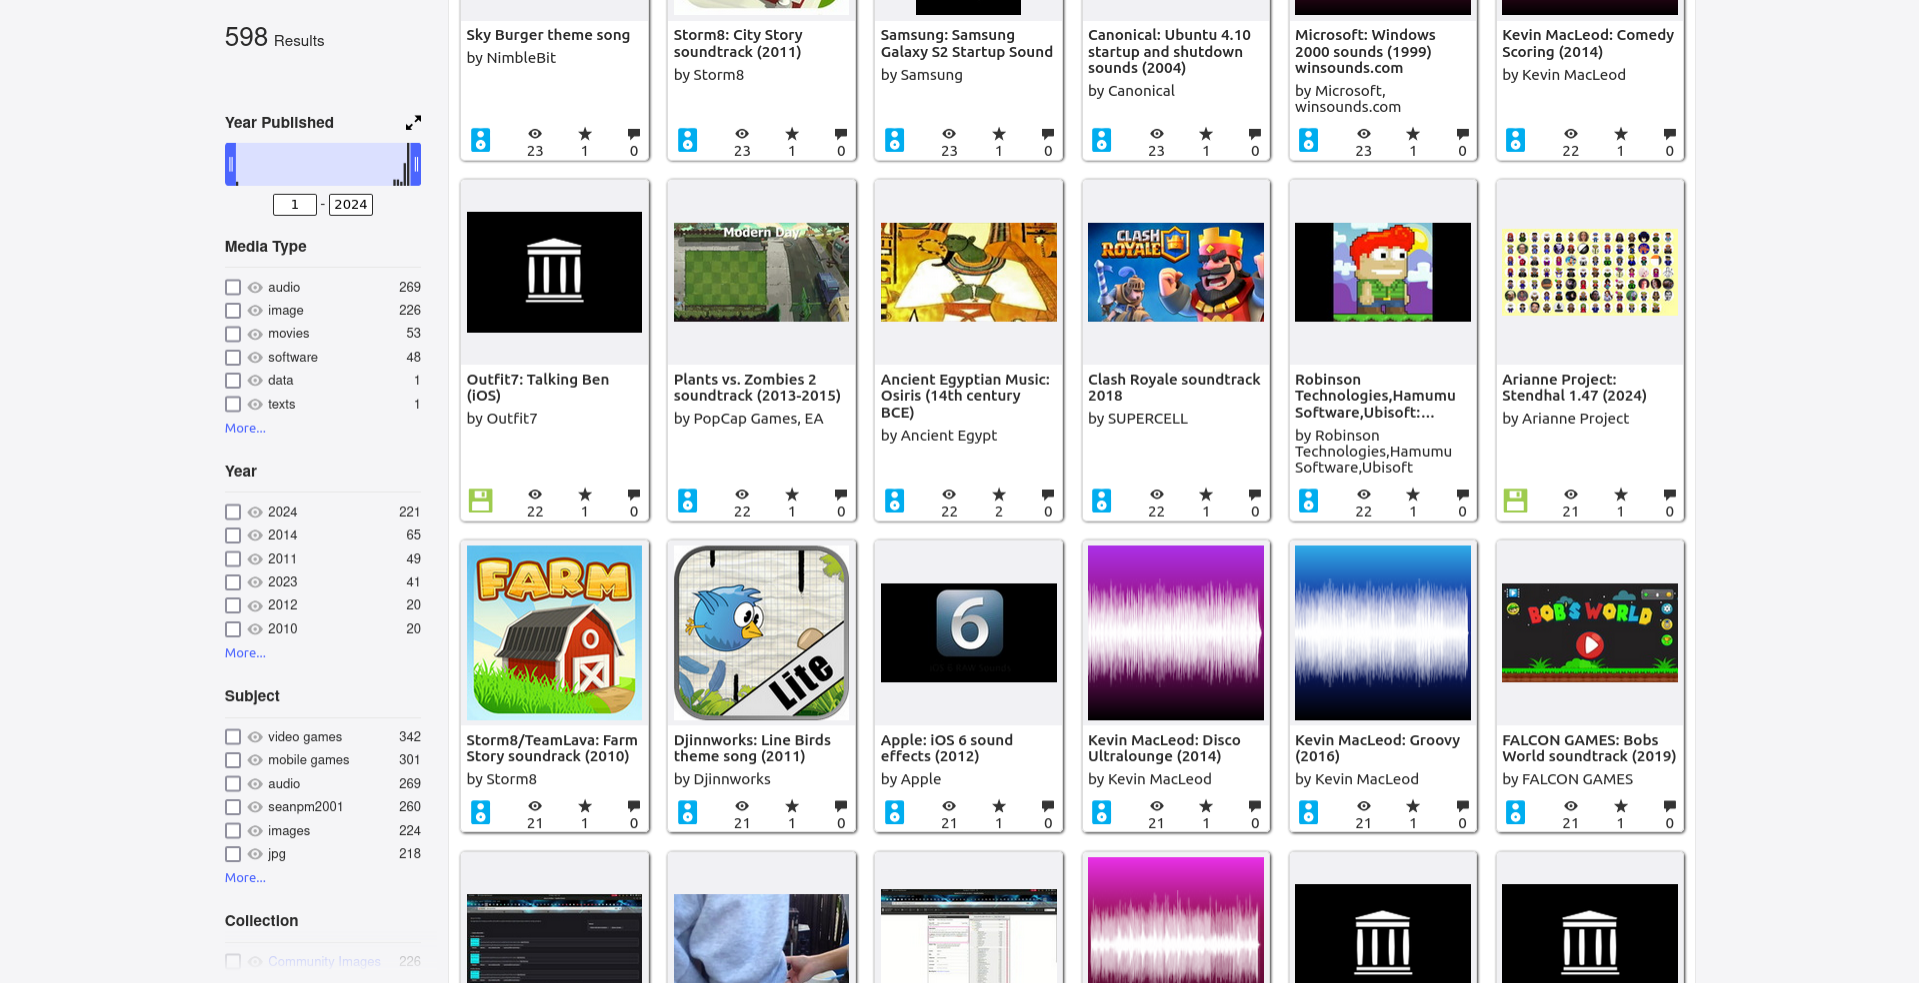 598 Results
Year Published
1 - 2024
Media Type
audio 269
image 226
movies 53
software 48
data 1
texts 1
More...
Year
2024 221
2014 65
2011 49
2023 41
2012 20
2010 20
More...
Subject
video games 342
mobile games 301
audio 269
seanpm2001 260
images 224
jpg 218
More...
Collection
Community Images 226
Sky Burger theme song
by NimbleBit
23 1 0
Storm8: City Story
soundtrack (2011)
by Storm8
23 1 0
Samsung: Samsung
Galaxy S2 Startup Sound
by Samsung
23 1 0
Canonical: Ubuntu 4.10
startup and shutdown
sounds (2004)
by Canonical
23 1 0
Microsoft: Windows
2000 sounds (1999)
winsounds.com
by Microsoft,
winsounds.com
23 1 0
Kevin MacLeod: Comedy
Scoring (2014)
by Kevin MacLeod
22 1 0
Outfit7: Talking Ben
(iOS)
by Outfit7
22 1 0
Modern Day
Plants vs. Zombies 2
soundtrack (2013-2015)
by PopCap Games, EA
22 1 0
Ancient Egyptian Music:
Osiris (14th century
BCE)
by Ancient Egypt
22 2 0
CLASH
ROYALE
Clash Royale soundtrack
2018
by SUPERCELL
22 1 0
Robinson
Technologies,Hamumu
Software,Ubisoft:...
by Robinson
Technologies,Hamumu
Software,Ubisoft
22 1 0
Arianne Project:
Stendhal 1.47 (2024)
by Arianne Project
21 1 0
FARM
Storm8/TeamLava: Farm
Story soundrack (2010)
by Storm8
21 1 0
Lite
Djinnworks: Line Birds
theme song (2011)
by Djinnworks
21 1 0
6
iOS 6 RAW Sounds
Apple: iOS 6 sound
effects (2012)
by Apple
21 1 0
Kevin MacLeod: Disco
Ultralounge (2014)
by Kevin MacLeod
21 1 0
Kevin MacLeod: Groovy
(2016)
by Kevin MacLeod
21 1 0
BOB'S WORLD
FALCON GAMES: Bobs
World soundtrack (2019)
by FALCON GAMES
21 1 0